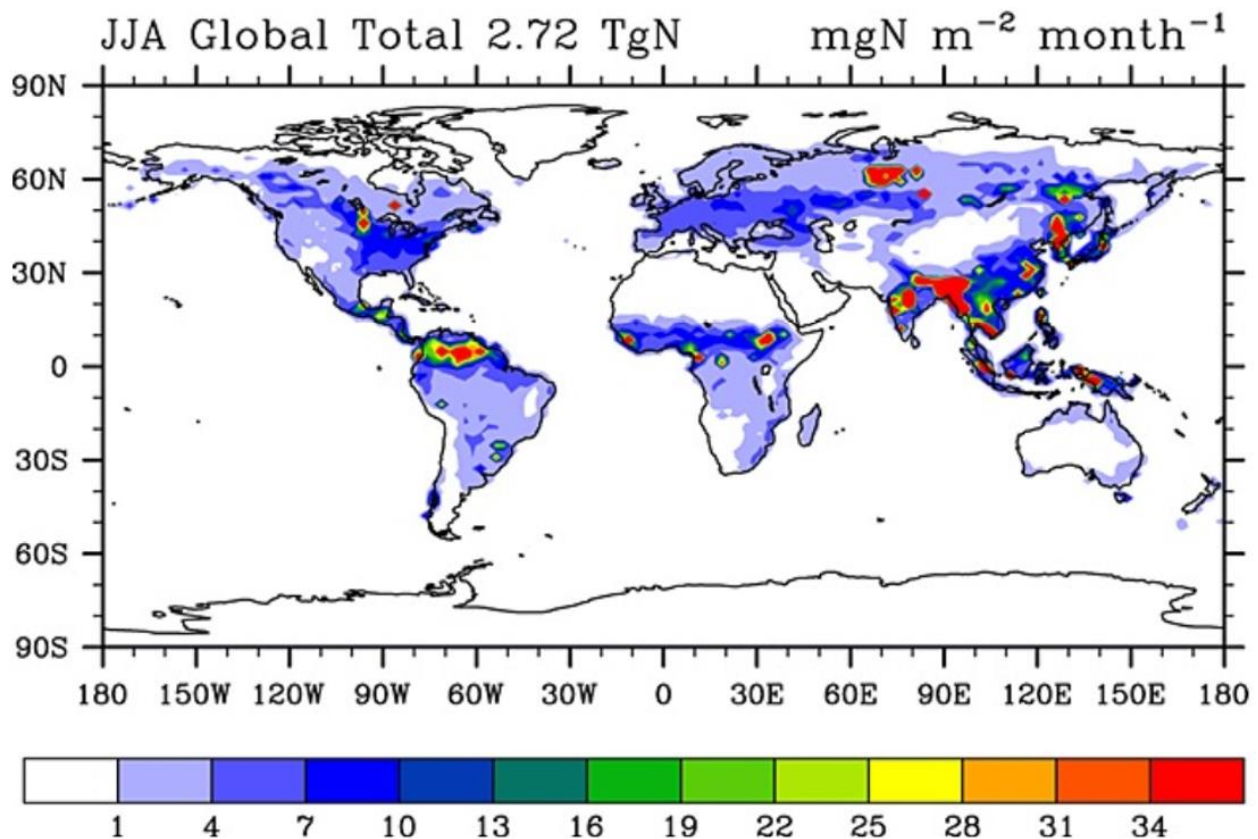 JJA Global Total 2.72 TgN mgN m⁻² month⁻¹
90N
60N
30N
0
30S
60S
90S
180 150W 120W 90W 60W 30W 0 30E 60E 90E 120E 150E 180
1 4 7 10 13 16 19 22 25 28 31 34